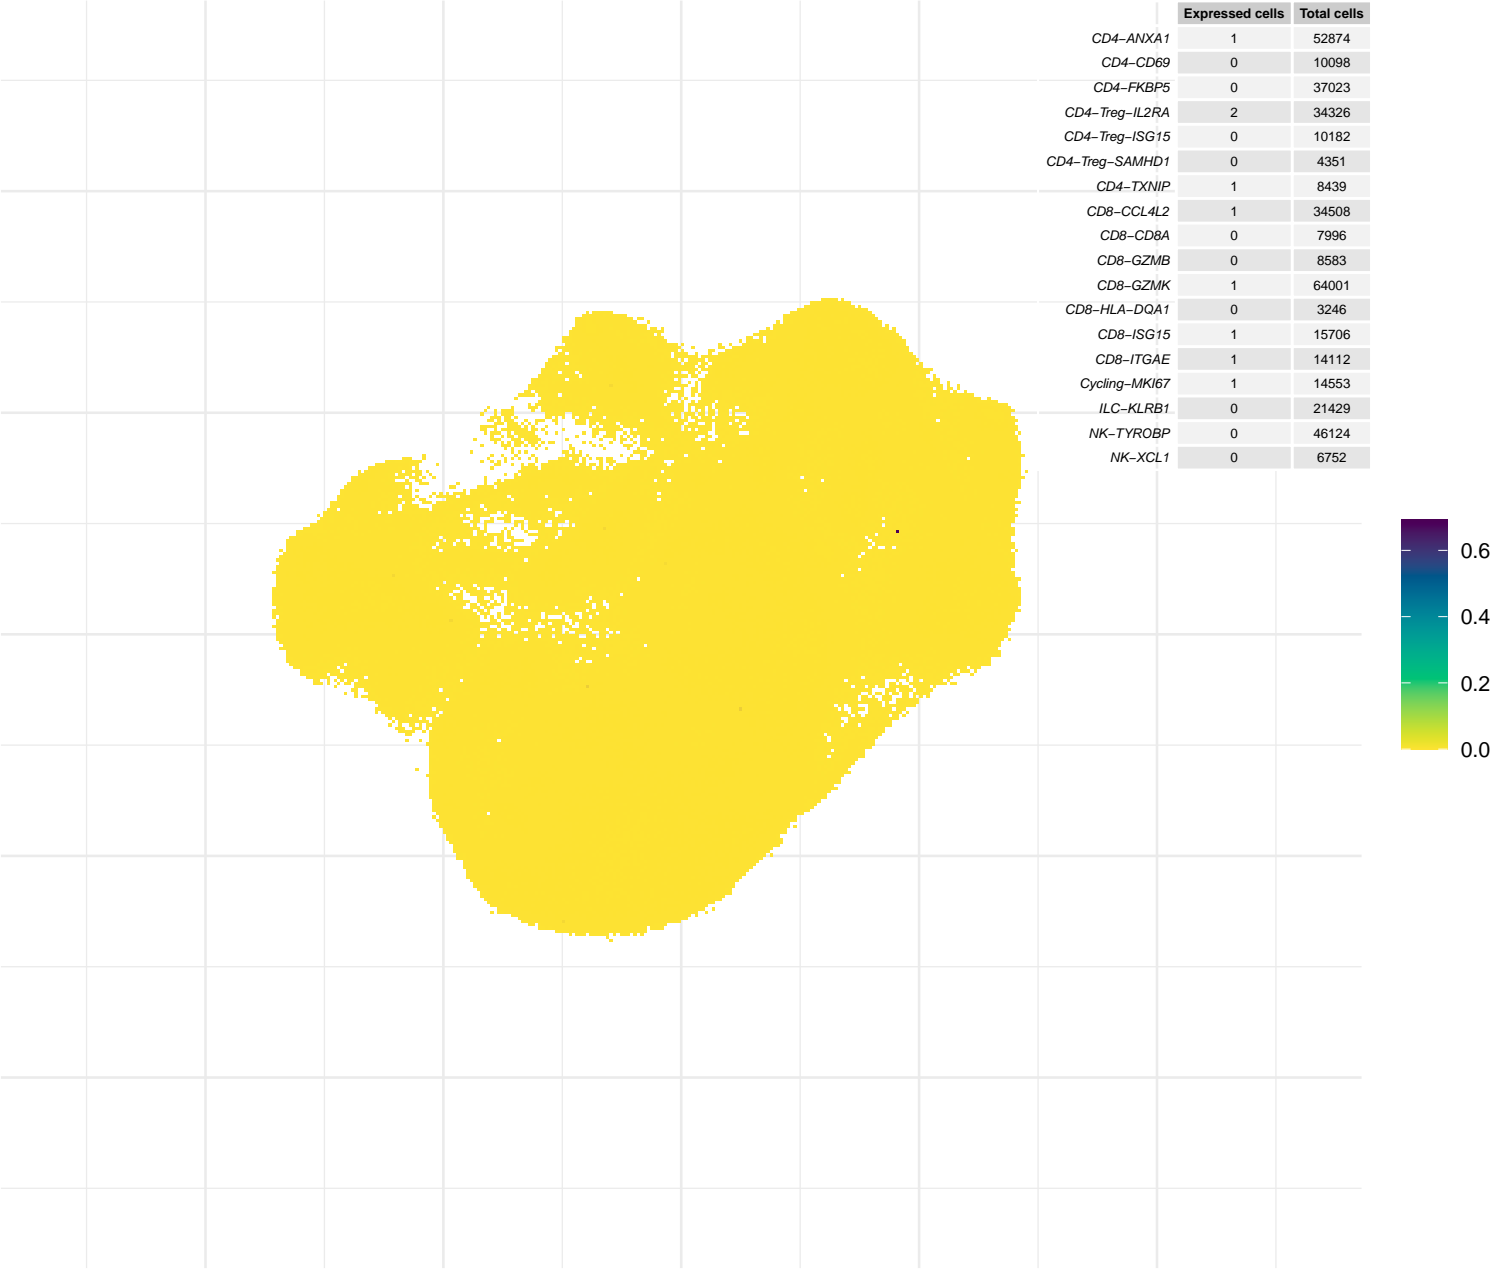 Expressed cells Total cells
CD4−ANXA1 1 52874
CD4−CD69 0 10098
CD4−FKBP5 0 37023
CD4−Treg−IL2RA 2 34326
CD4−Treg−ISG15 0 10182
CD4−Treg−SAMHD1 0 4351
CD4−TXNIP 1 8439
CD8−CCL4L2 1 34508
CD8−CD8A 0 7996
CD8−GZMB 0 8583
CD8−GZMK 1 64001
CD8−HLA−DQA1 0 3246
CD8−ISG15 1 15706
CD8−ITGAE 1 14112
Cycling−MKI67 1 14553
ILC−KLRB1 0 21429
NK−TYROBP 0 46124
NK−XCL1 0 6752
0.6
0.4
0.2
0.0